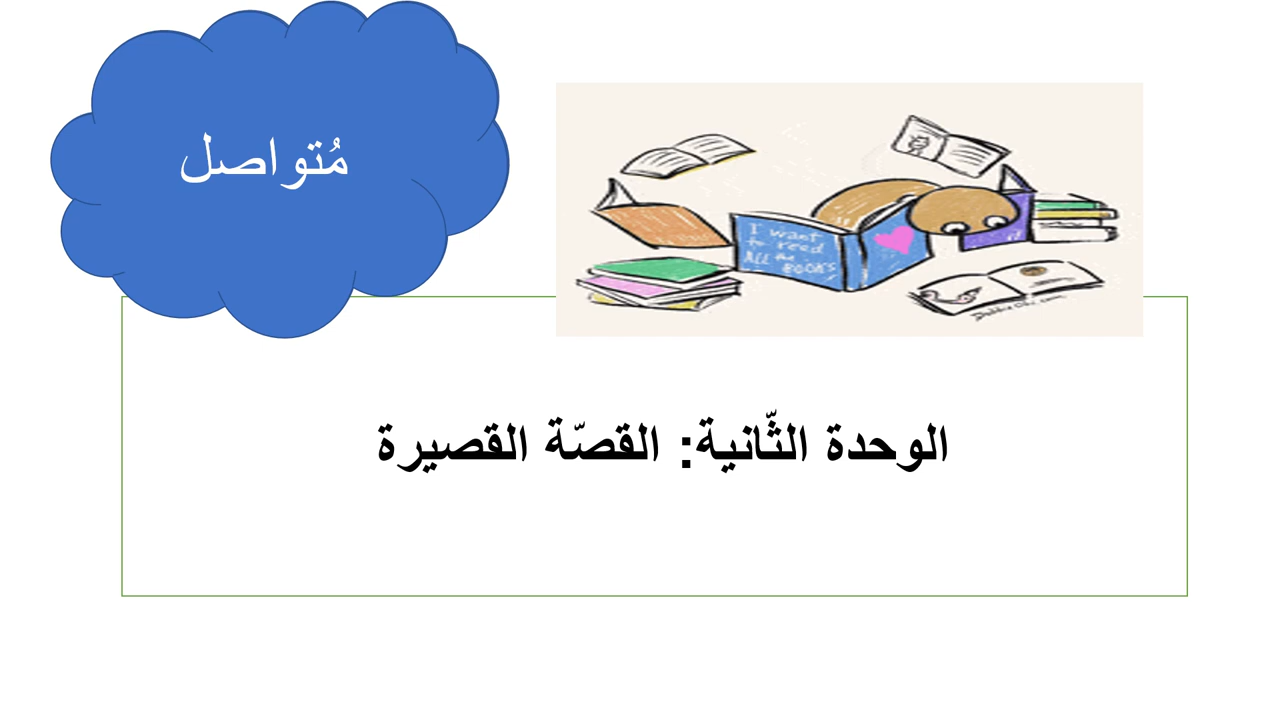 مُتواصل
I want
to read
ALL the
BOOKS
الوحدة الثّانية: القصّة القصيرة